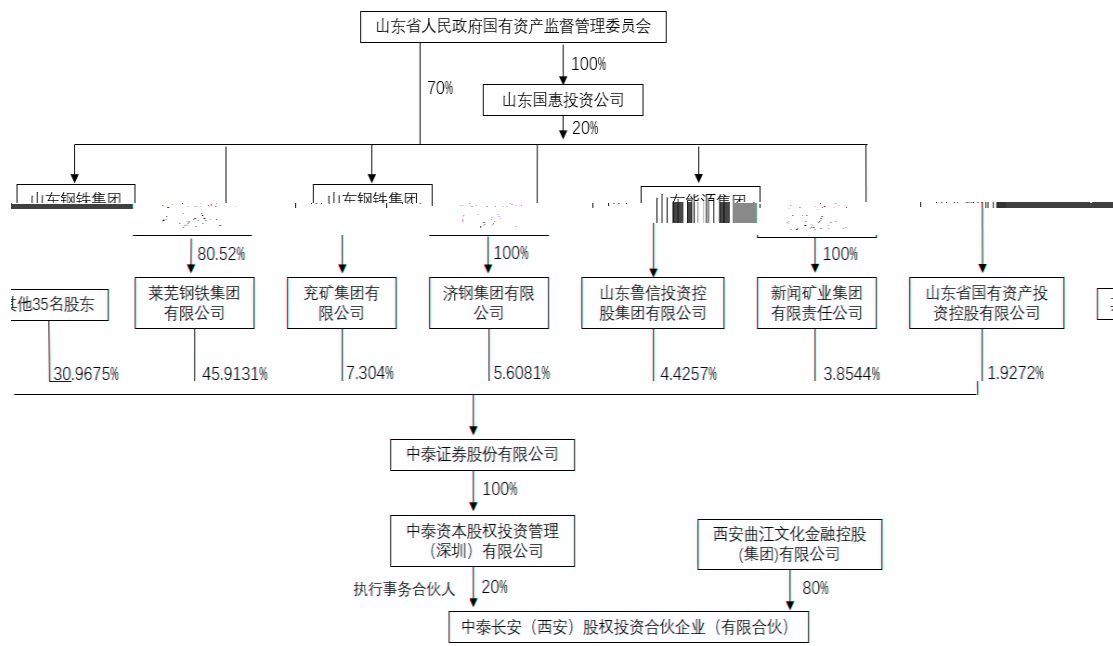 山东省人民政府国有资产监督管理委员会
100%
70%
山东国惠投资公司
20%
山东钢铁集团
山东钢铁集团
山东能源集团
80.52%
100%
100%
其他35名股东
莱芜钢铁集团
有限公司
兖矿集团有
限公司
济钢集团有限
公司
山东鲁信投资控
股集团有限公司
新闻矿业集团
有限责任公司
山东省国有资产投
资控股有限公司
30.9675%
45.9131%
7.304%
5.6081%
4.4257%
3.8544%
1.9272%
中泰证券股份有限公司
100%
中泰资本股权投资管理
（深圳）有限公司
西安曲江文化金融控股
(集团)有限公司
执行事务合伙人
20%
80%
中泰长安（西安）股权投资合伙企业（有限合伙）